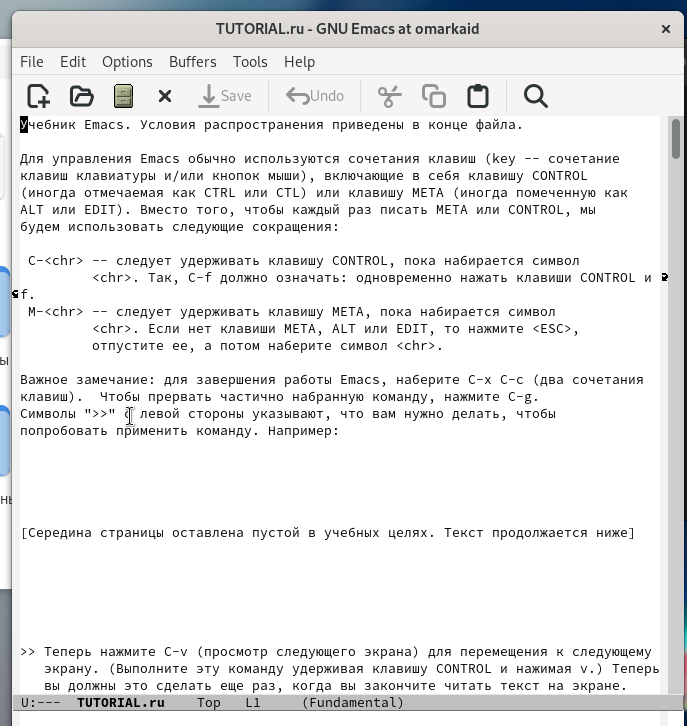 TUTORIAL.ru - GNU Emacs at omarkaid
File Edit Options Buffers Tools Help
Save Undo
Учебник Emacs. Условия распространения приведены в конце файла.
Для управления Emacs обычно используются сочетания клавиш (key -- сочетание
клавиш клавиатуры и/или кнопок мыши), включающие в себя клавишу CONTROL
(иногда отмечаемая как CTRL или CTL) или клавишу META (иногда помеченную как
ALT или EDIT). Вместо того, чтобы каждый раз писать META или CONTROL, мы
будем использовать следующие сокращения:
C-<chr> -- следует удерживать клавишу CONTROL, пока набирается символ
<chr>. Так, C-f должно означать: одновременно нажать клавиши CONTROL и
f.
M-<chr> -- следует удерживать клавишу META, пока набирается символ
<chr>. Если нет клавиши META, ALT или EDIT, то нажмите <ESC>,
отпустите ее, а потом наберите символ <chr>.
Важное замечание: для завершения работы Emacs, наберите C-x C-c (два сочетания
клавиш).  Чтобы прервать частично набранную команду, нажмите C-g.
Символы ">>" с левой стороны указывают, что вам нужно делать, чтобы
попробовать применить команду. Например:
[Середина страницы оставлена пустой в учебных целях. Текст продолжается ниже]
>> Теперь нажмите C-v (просмотр следующего экрана) для перемещения к следующему
экрану. (Выполните эту команду удерживая клавишу CONTROL и нажимая v.) Теперь
вы должны это сделать еще раз, когда вы закончите читать текст на экране.
U:--- TUTORIAL.ru Top L1 (Fundamental)